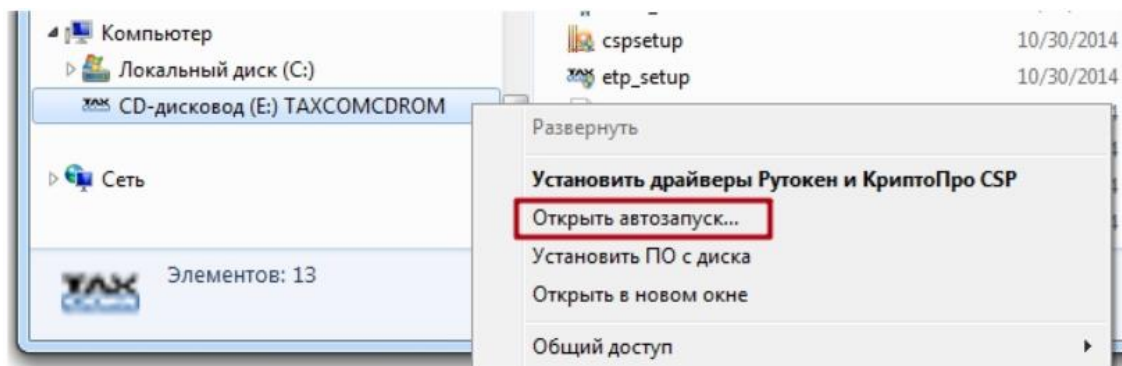 Компьютер
Локальный диск (C:)
CD-дисковод (E:) TAXCOMCDROM
Сеть
cspsetup 10/30/2014
etp_setup 10/30/2014
Развернуть
Установить драйверы Рутокен и КриптоПро CSP
Открыть автозапуск...
Установить ПО с диска
Открыть в новом окне
Общий доступ
TAX Элементов: 13